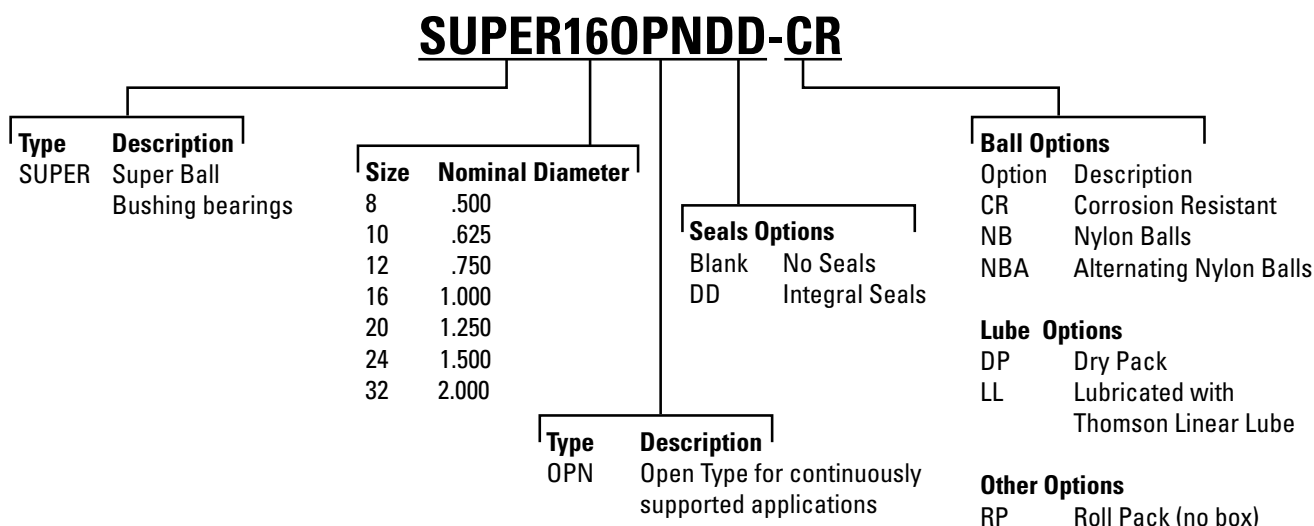 SUPER16OPNDD-CR
Type Description
SUPER Super Ball
Bushing bearings
Size Nominal Diameter
8 .500
10 .625
12 .750
16 1.000
20 1.250
24 1.500
32 2.000
Type Description
OPN Open Type for continuously
supported applications
Seals Options
Blank No Seals
DD Integral Seals
Ball Options
Option Description
CR Corrosion Resistant
NB Nylon Balls
NBA Alternating Nylon Balls
Lube Options
DP Dry Pack
LL Lubricated with
Thomson Linear Lube
Other Options
RP Roll Pack (no box)